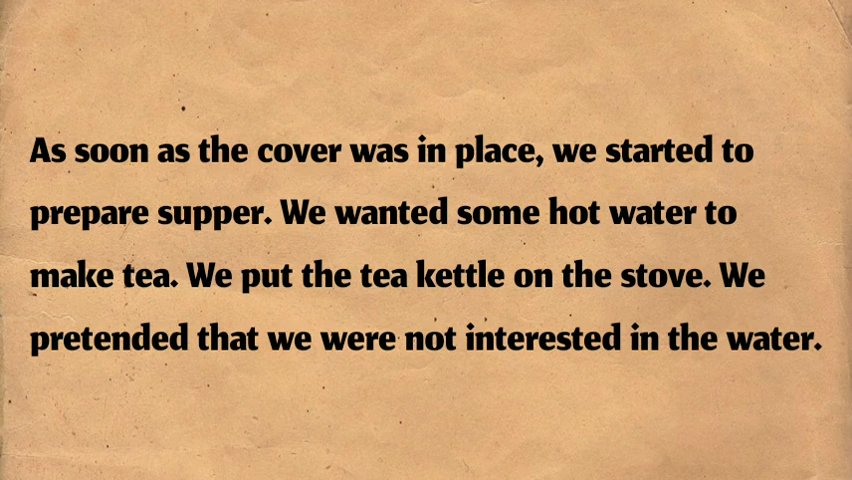 As soon as the cover was in place, we started to
prepare supper. We wanted some hot water to
make tea. We put the tea kettle on the stove. We
pretended that we were not interested in the water.